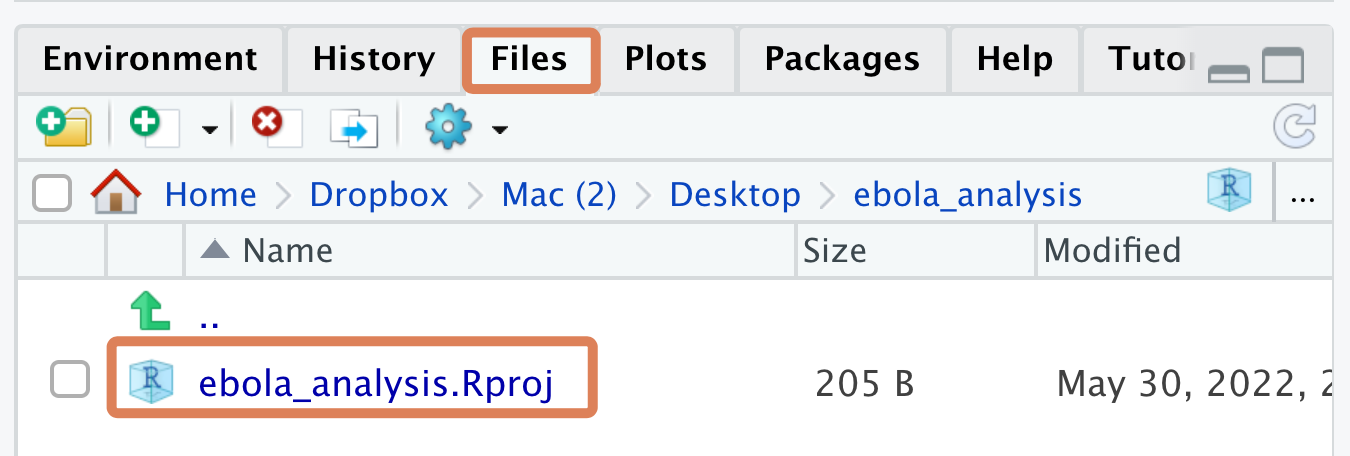 Environment History Files Plots Packages Help Tutor
Home Dropbox Mac (2) Desktop ebola_analysis R ...
Name Size Modified
..
R ebola_analysis.Rproj 205 B May 30, 2022,